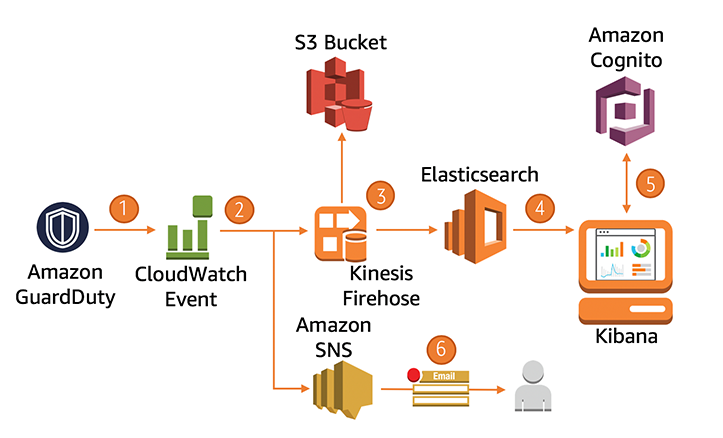 S3 Bucket
Amazon
Cognito
1
2
3
Elasticsearch
4
5
Amazon
GuardDuty
CloudWatch
Event
Kinesis
Firehose
Kibana
Amazon
SNS
6
Email